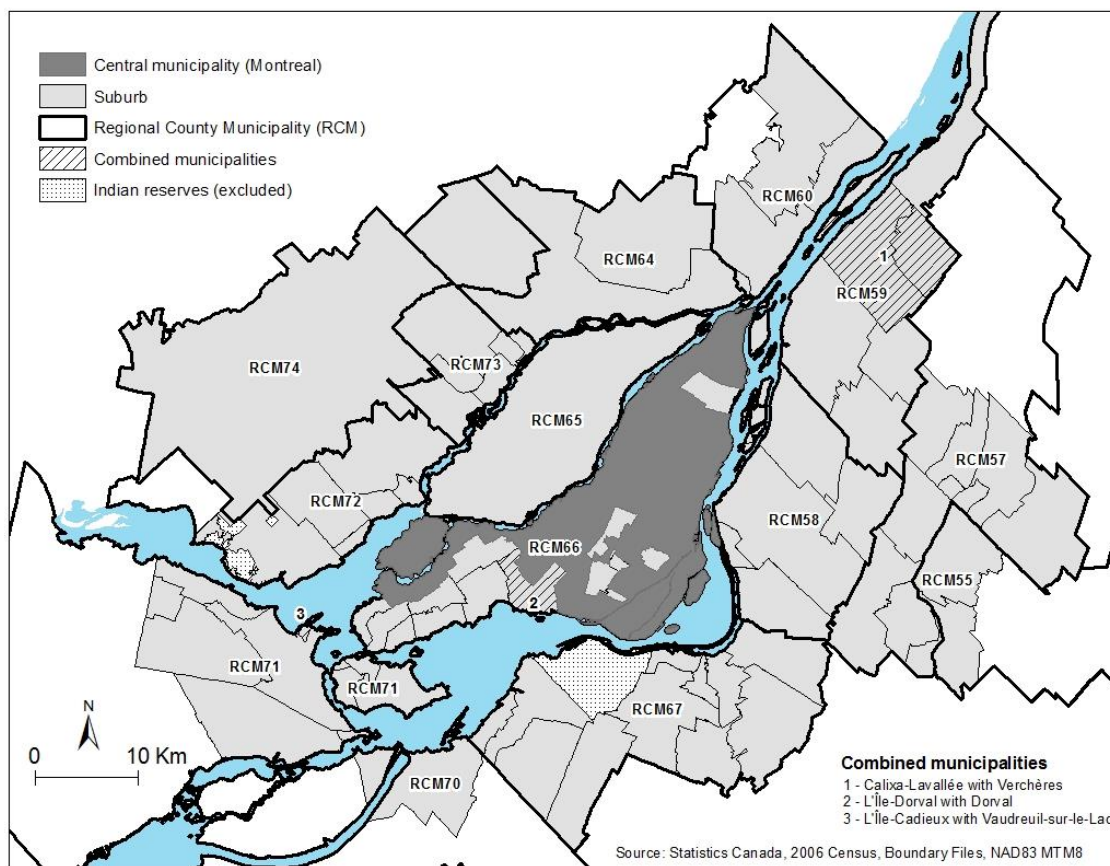 Central municipality (Montreal)
Suburb
Regional County Municipality (RCM)
Combined municipalities
Indian reserves (excluded)
RCM60
RCM64
1
RCM59
RCM74
RCM73
RCM65
RCM57
RCM72
RCM58
RCM66
RCM55
2
3
RCM71
RCM71
RCM67
N
0 10 Km
RCM70
Combined municipalities
1 - Calixa-Lavallée with Verchères
2 - L'Île-Dorval with Dorval
3 - L'Île-Cadieux with Vaudreuil-sur-le-Lac
Source: Statistics Canada, 2006 Census, Boundary Files, NAD83 MTM8